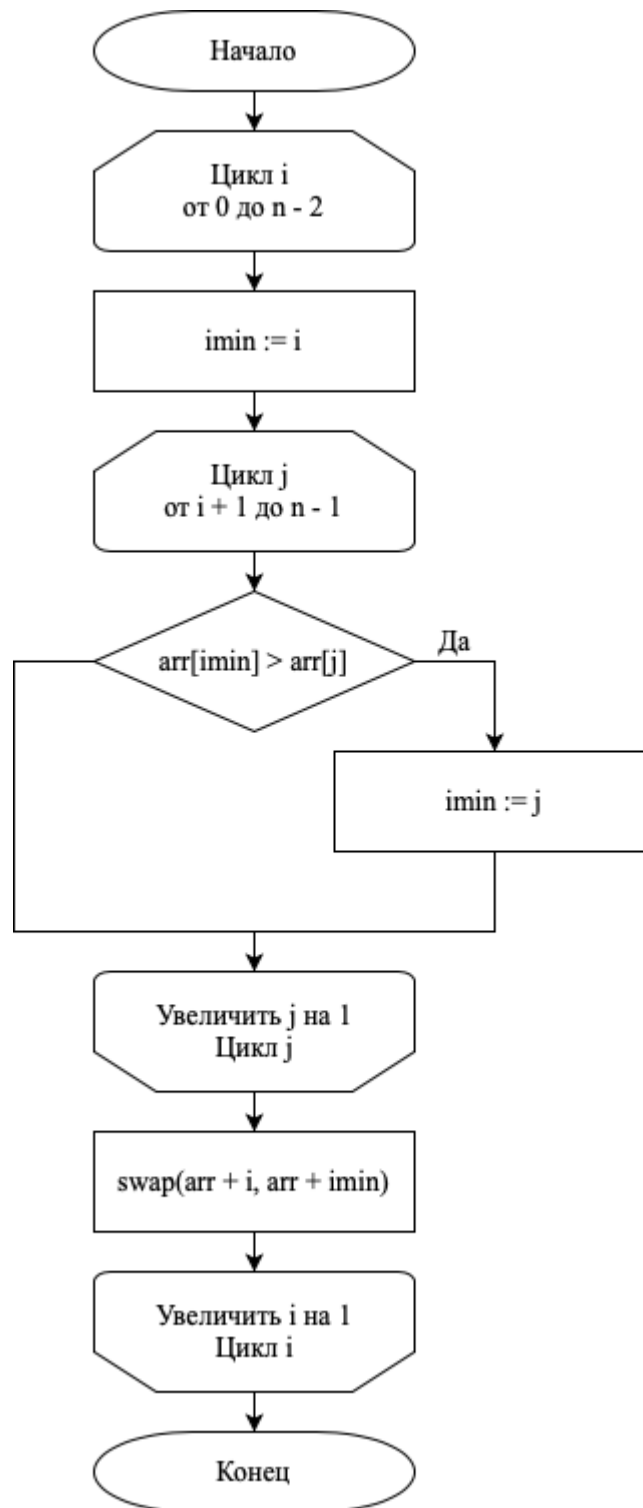 Начало
Цикл i
от 0 до n - 2
imin := i
Цикл j
от i + 1 до n - 1
arr[imin] > arr[j]
Да
imin := j
Увеличить j на 1
Цикл j
swap(arr + i, arr + imin)
Увеличить i на 1
Цикл i
Конец